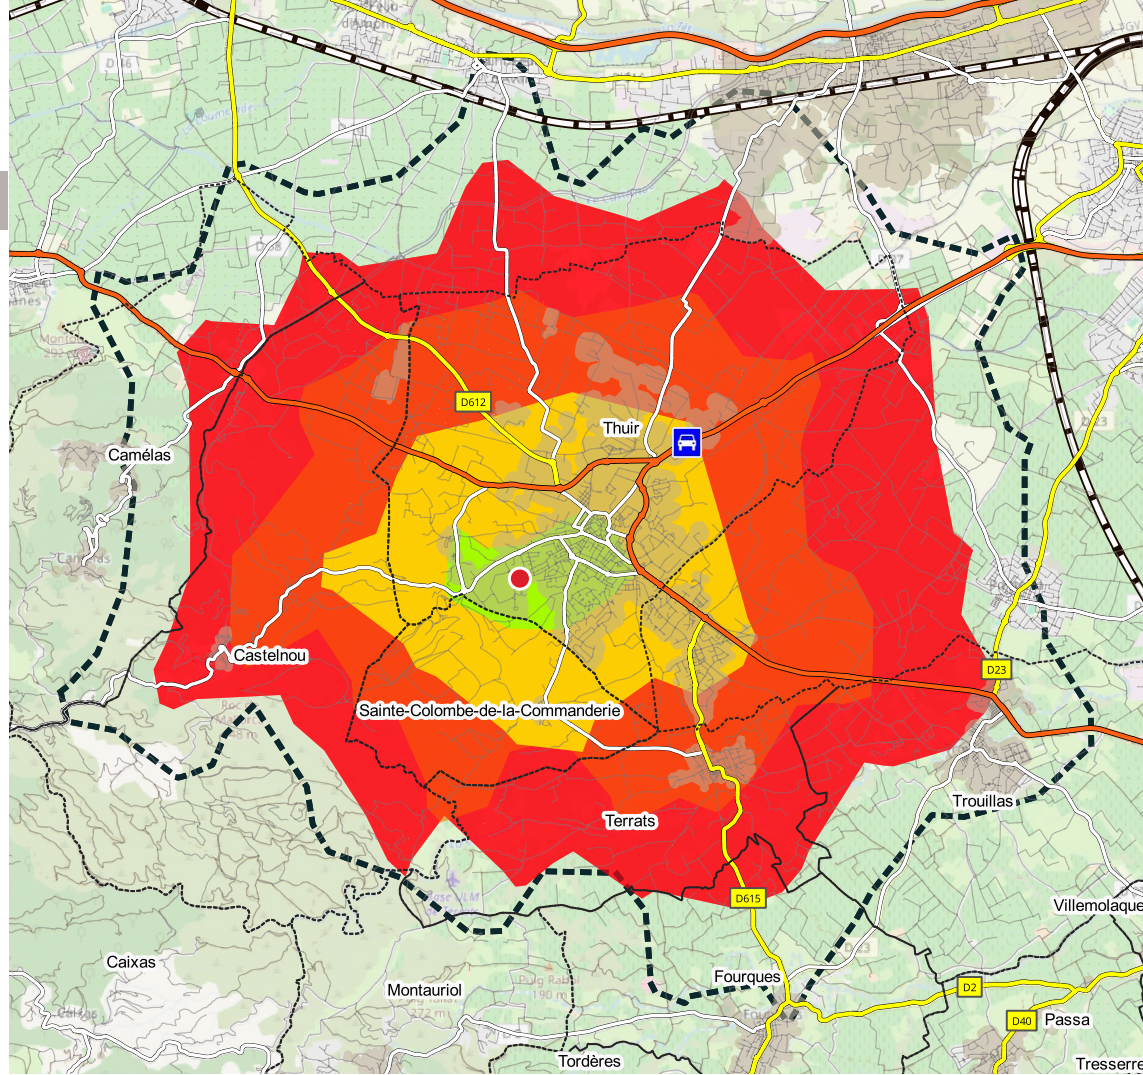 D612
Thuir
Camélas
Castelnou
D23
Sainte-Colombe-de-la-Commanderie
Trouillas
Terrats
D615
Villemolaque
Caixas
Fourques
Montauriol
D2
D40
Passa
Tordères
Tresserre